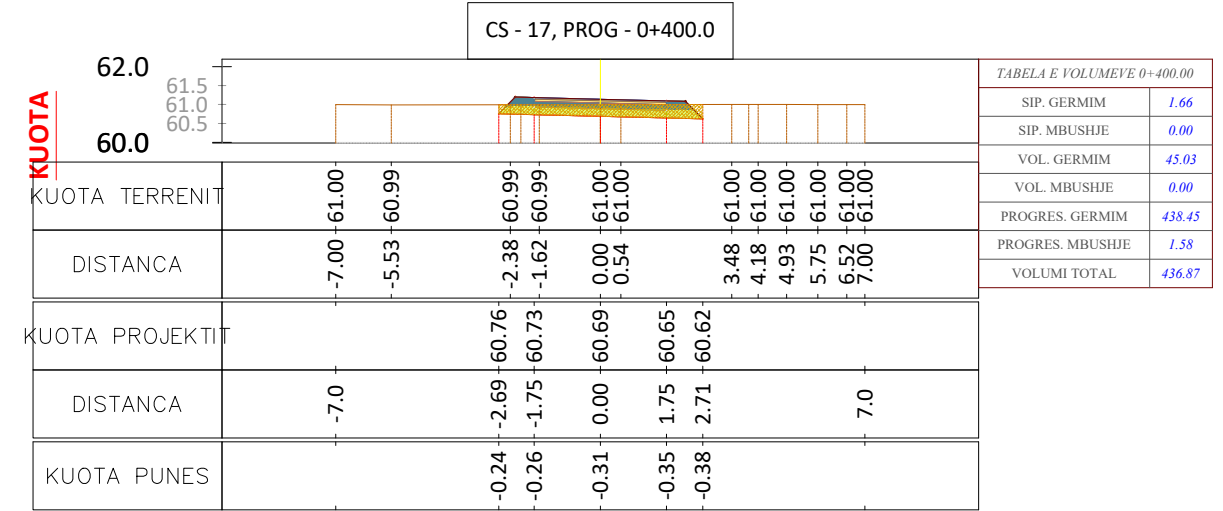 CS - 17, PROG - 0+400.0
KUOTA
62.0
61.5
61.0
60.5
60.0
KUOTA TERRENIT
61.00 60.99 60.99 60.99 61.00 61.00 61.00 61.00 61.00 61.00 61.00 61.00
DISTANCA
-7.00 -5.53 -2.38 -1.62 0.00 0.54 3.48 4.18 4.93 5.75 6.52 7.00
KUOTA PROJEKTIT
60.76 60.73 60.69 60.65 60.62
DISTANCA
-7.0 -2.69 -1.75 0.00 1.75 2.71 7.0
KUOTA PUNES
-0.24 -0.26 -0.31 -0.35 -0.38
TABELA E VOLUMEVE 0+400.00
SIP. GERMIM 1.66
SIP. MBUSHJE 0.00
VOL. GERMIM 45.03
VOL. MBUSHJE 0.00
PROGRES. GERMIM 438.45
PROGRES. MBUSHJE 1.58
VOLUMI TOTAL 436.87